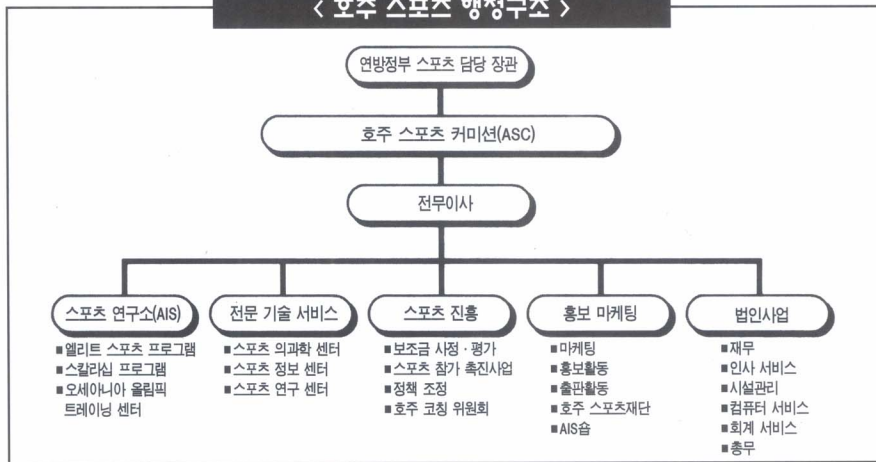 < 호주 스포츠 행정구조 >
연방정부 스포츠 담당 장관
호주 스포츠 커미션(ASC)
전무이사
스포츠 연구소(AIS)
■엘리트 스포츠 프로그램
■스칼라십 프로그램
■오세아니아 올림픽
트레이닝 센터
전문 기술 서비스
■스포츠 의과학 센터
■스포츠 정보 센터
■스포츠 연구 센터
스포츠 진흥
■보조금 사정 · 평가
■스포츠 참가 촉진사업
■정책 조정
■호주 코칭 위원회
홍보 마케팅
■마케팅
■홍보활동
■출판활동
■호주 스포츠재단
■AIS숍
법인사업
■재무
■인사 서비스
■시설관리
■컴퓨터 서비스
■회계 서비스
■총무